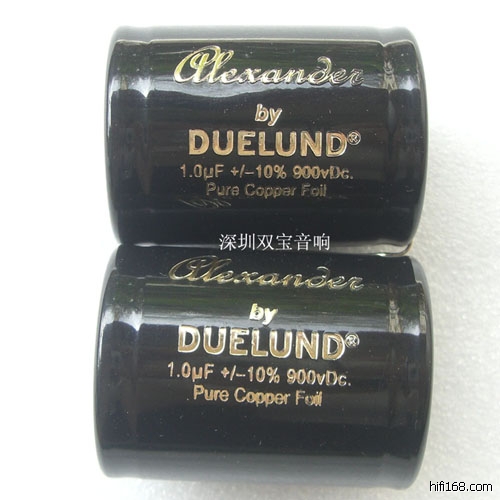 Alexander
by
DUELUND®
1.0µF +/-10% 900vDc.
Pure Copper Foil
深圳双宝音响
Alexander
by
DUELUND®
1.0µF +/-10% 900vDc.
Pure Copper Foil
hifi168.com